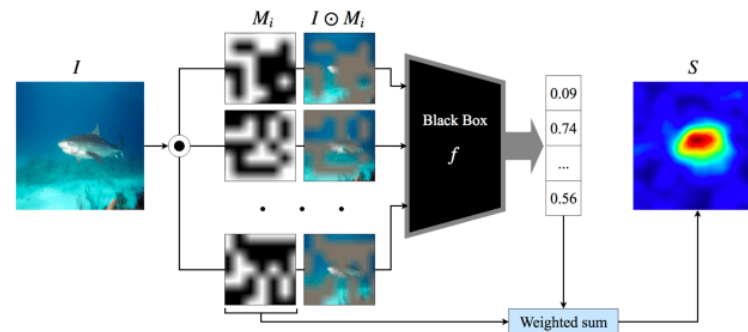 M_i
I ⊙ M_i
I
S
Black Box
f
0.09
0.74
...
0.56
. . .
Weighted sum